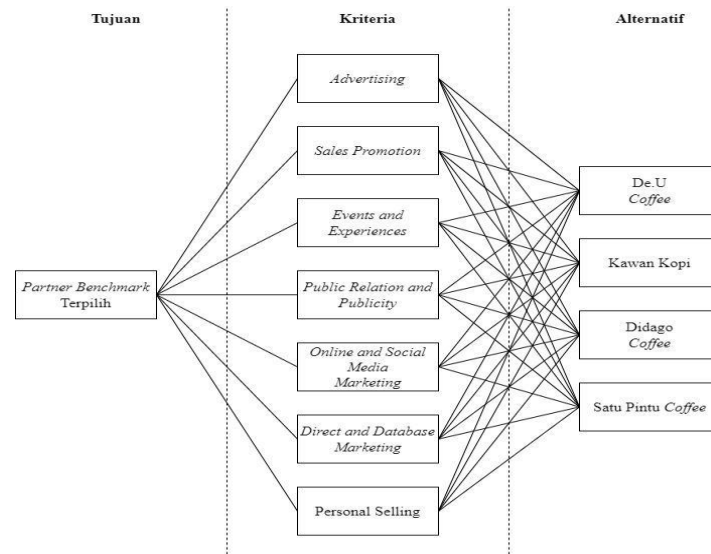 Tujuan
Kriteria
Alternatif
Advertising
Sales Promotion
Events and
Experiences
Public Relation and
Publicity
Online and Social
Media
Marketing
Direct and Database
Marketing
Personal Selling
Partner Benchmark
Terpilih
De.U
Coffee
Kawan Kopi
Didago
Coffee
Satu Pintu Coffee